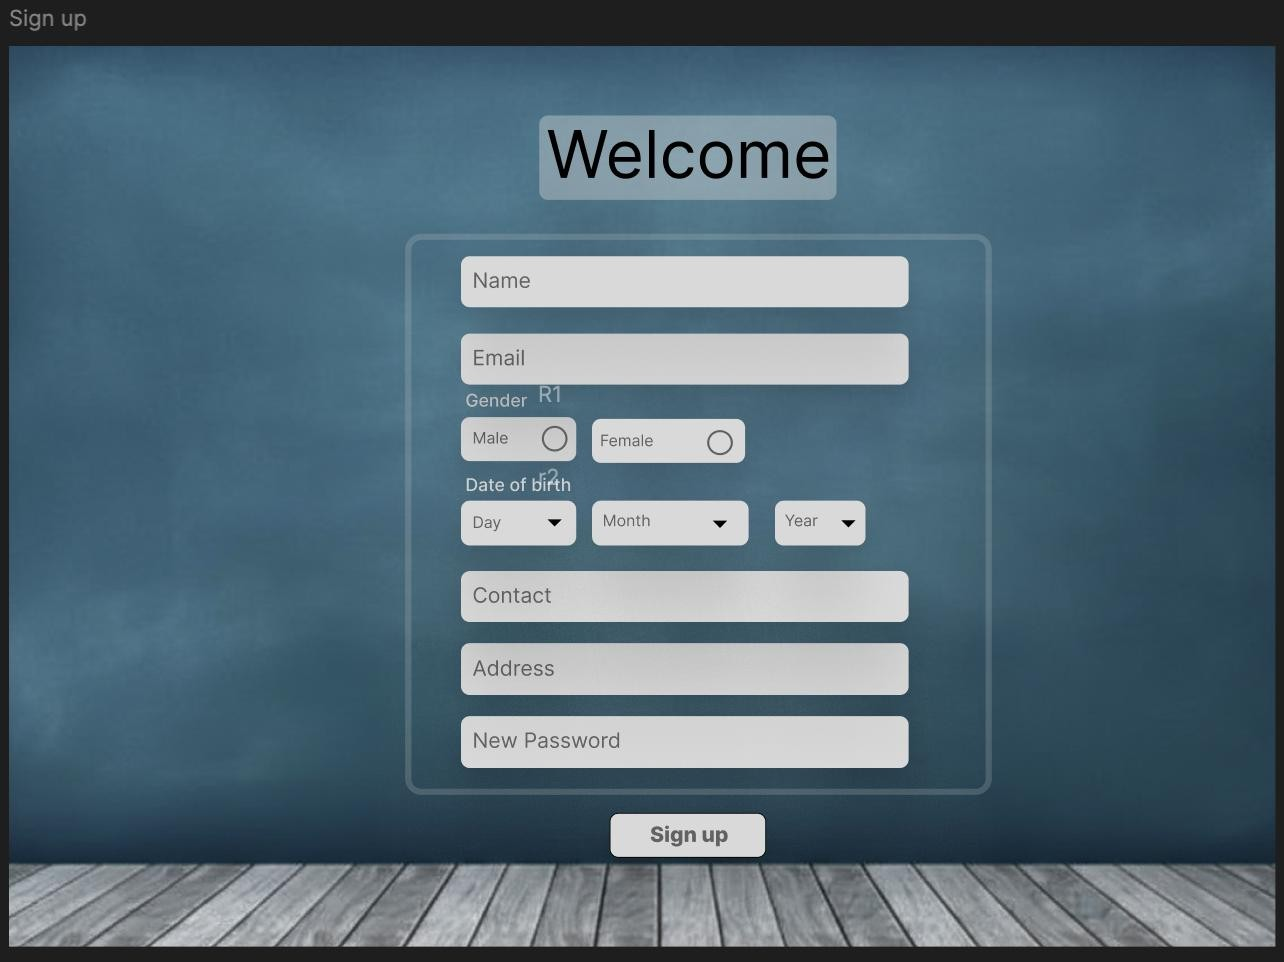 Sign up
Welcome
Name
Email
Gender R1
Male Female
r2
Date of birth
Day Month Year
Contact
Address
New Password
Sign up